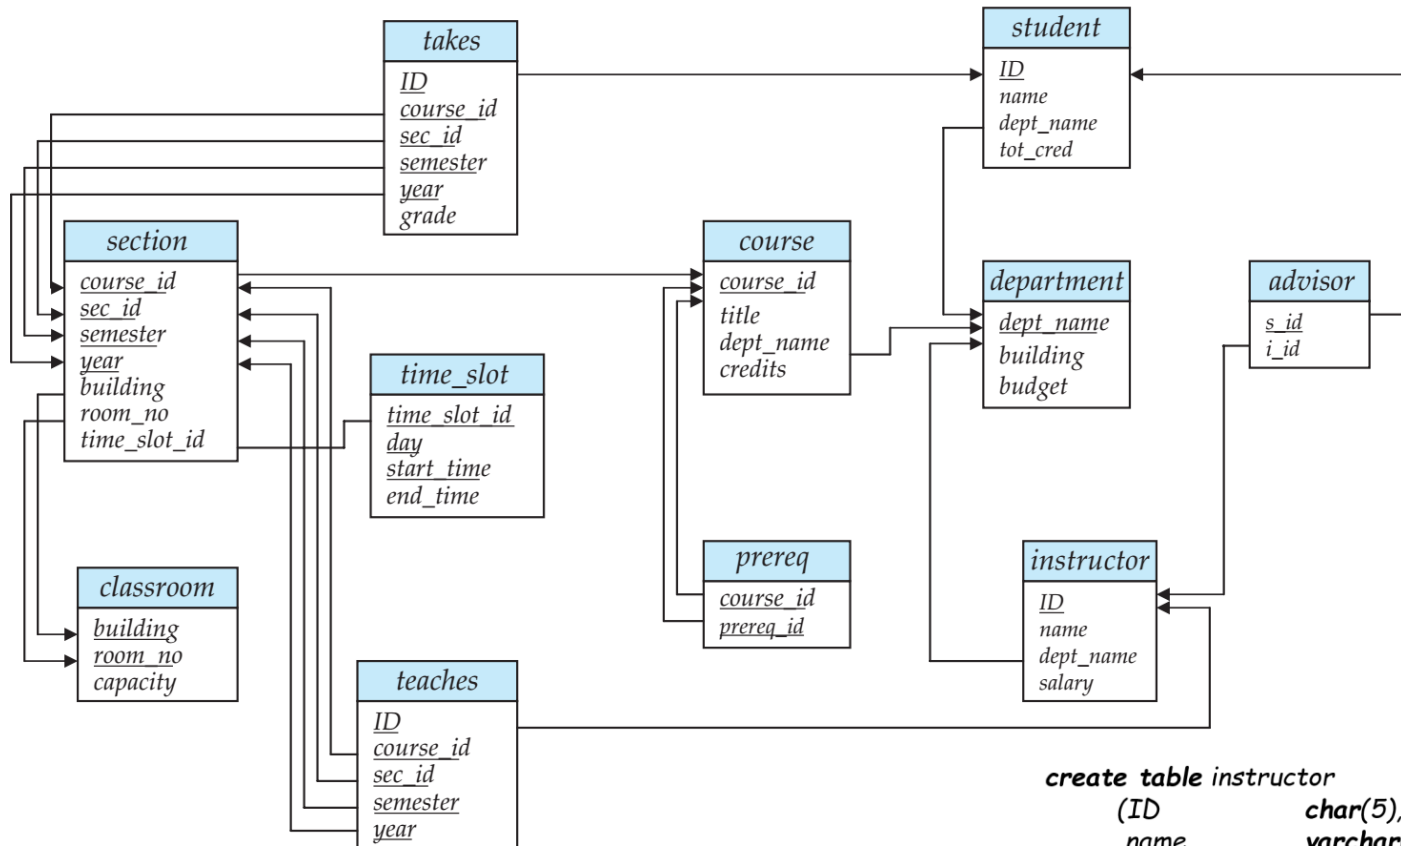 takes
ID
course_id
sec_id
semester
year
grade
student
ID
name
dept_name
tot_cred
section
course_id
sec_id
semester
year
building
room_no
time_slot_id
time_slot
time_slot_id
day
start_time
end_time
course
course_id
title
dept_name
credits
department
dept_name
building
budget
advisor
s_id
i_id
classroom
building
room_no
capacity
prereq
course_id
prereq_id
instructor
ID
name
dept_name
salary
teaches
ID
course_id
sec_id
semester
year
create table instructor
(ID char(5),
name varchar